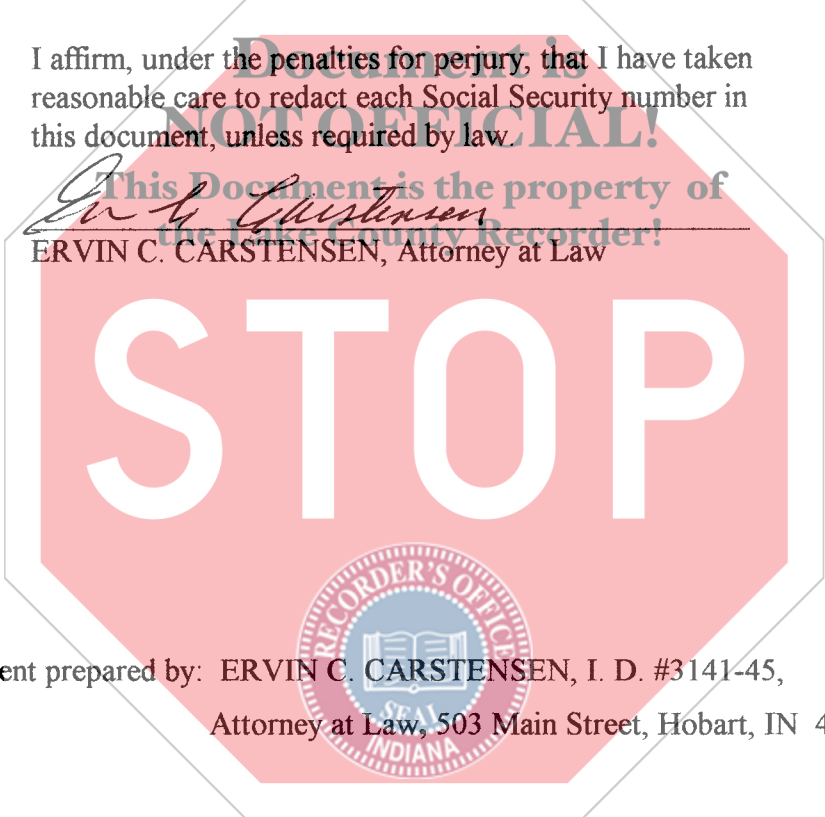 Document is
NOT OFFICIAL!
This Document is the property of
the Lake County Recorder!
I affirm, under the penalties for perjury, that I have taken
reasonable care to redact each Social Security number in
this document, unless required by law.
Ervin C. Carstensen
ERVIN C. CARSTENSEN, Attorney at Law
STOP
RECORDER'S OFFICE
SEAL
INDIANA
ent prepared by: ERVIN C. CARSTENSEN, I. D. #3141-45,
Attorney at Law, 503 Main Street, Hobart, IN 4